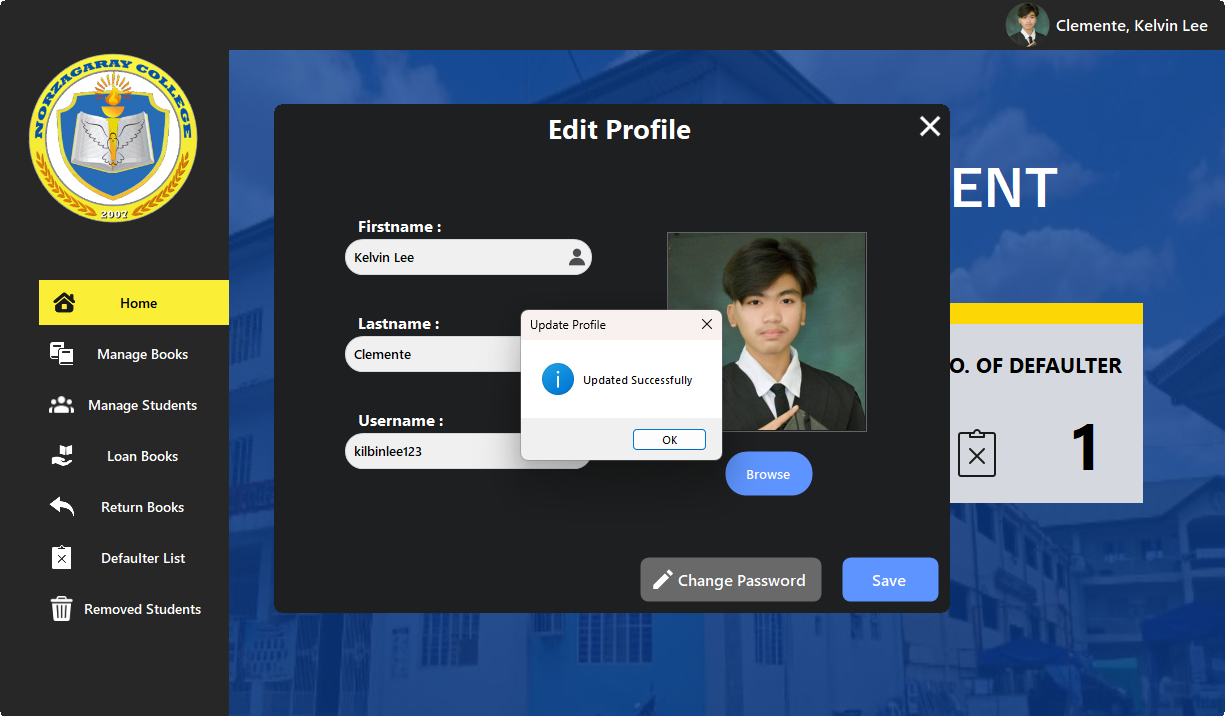 Clemente, Kelvin Lee
NORZAGARAY COLLEGE
2007
Home
Manage Books
Manage Students
Loan Books
Return Books
Defaulter List
Removed Students
Edit Profile
ENT
Firstname :
Kelvin Lee
Lastname :
Clemente
Username :
kilbinlee123
Update Profile
Updated Successfully
OK
Browse
O. OF DEFAULTER
1
Change Password
Save